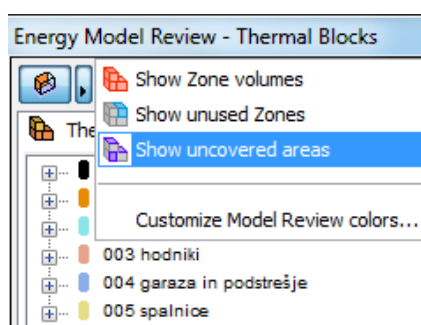 Energy Model Review - Thermal Blocks
Show Zone volumes
Show unused Zones
The
Show uncovered areas
Customize Model Review colors...
003 hodniki
004 garaza in podstrešje
005 spalnice